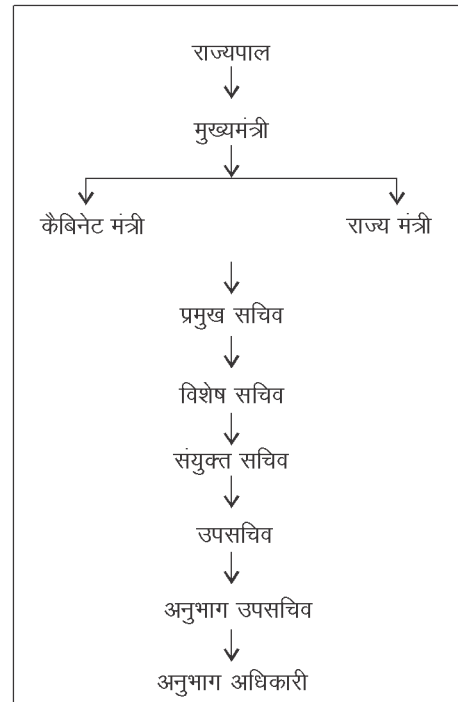 राज्यपाल
मुख्यमंत्री
कैबिनेट मंत्री राज्य मंत्री
प्रमुख सचिव
विशेष सचिव
संयुक्त सचिव
उपसचिव
अनुभाग उपसचिव
अनुभाग अधिकारी